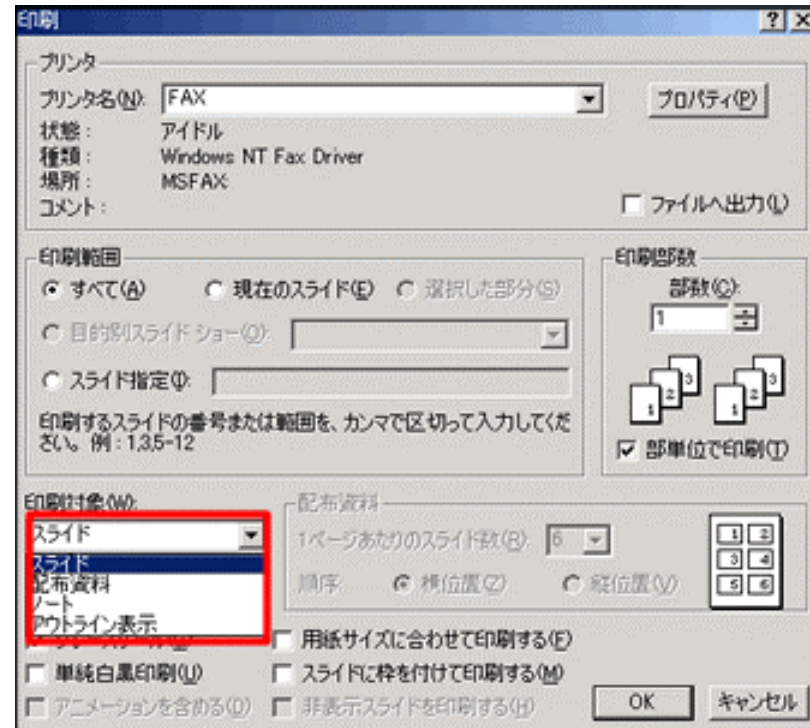 印刷
プリンタ
プリンタ名(N): FAX プロパティ(P)
状態: アイドル
種類: Windows NT Fax Driver
場所: MSFAX:
コメント: ファイルへ出力(L)
印刷範囲
すべて(A) 現在のスライド(E) 選択した部分(S)
目的別スライド ショー(O):
スライド指定(I):
印刷するスライドの番号または範囲を、カンマで区切って入力してくだ
さい。例:1,3,5-12
印刷部数
部数(C):
1
1 2 3 1 2 3
部単位で印刷(T)
印刷対象(W):
スライド
スライド
配布資料
ノート
アウトライン表示
配布資料
1ページあたりのスライド数(R): 6
順序: 横位置(Z) 縦位置(V)
1 2
3 4
5 6
用紙サイズに合わせて印刷する(F)
単純白黒印刷(U) スライドに枠を付けて印刷する(M)
アニメーションを含める(D) 非表示スライドを印刷する(H)
OK キャンセル